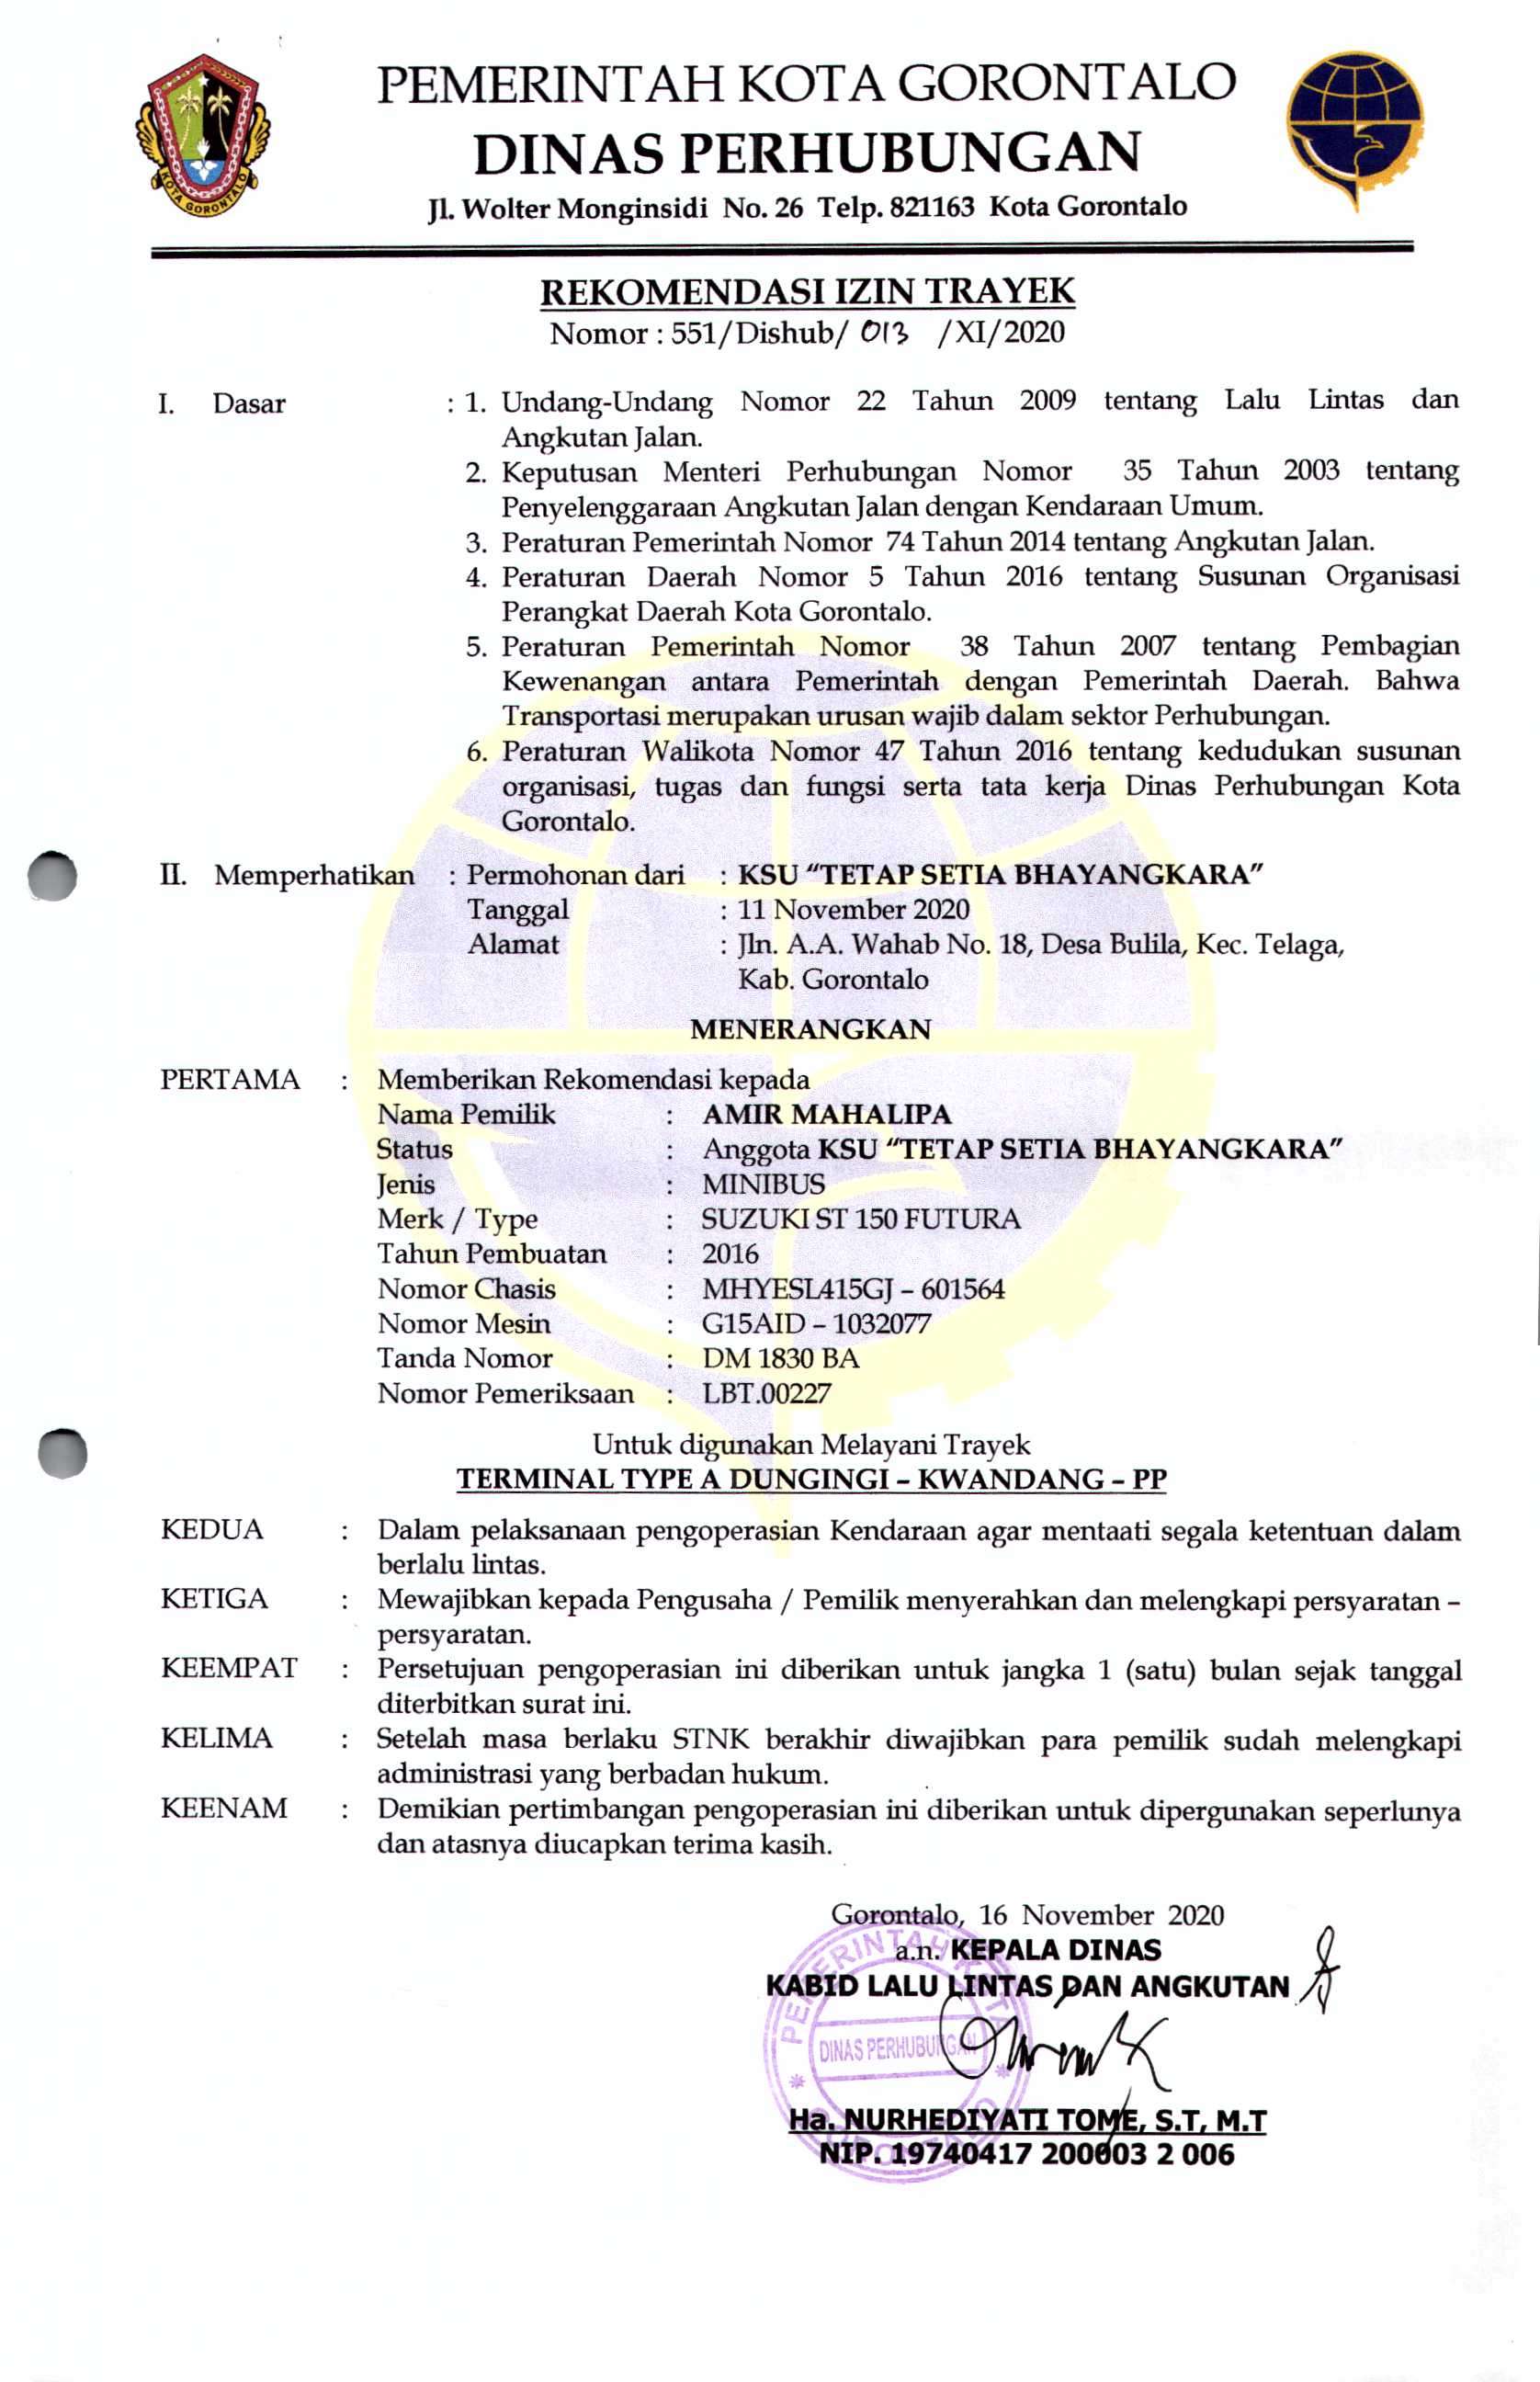 KOTA GORONTALO
PEMERINTAH KOTA GORONTALO
DINAS PERHUBUNGAN
Jl. Wolter Monginsidi No. 26 Telp. 821163 Kota Gorontalo
REKOMENDASI IZIN TRAYEK
Nomor : 551/Dishub/ 013 /XI/2020
I. Dasar : 1. Undang-Undang Nomor 22 Tahun 2009 tentang Lalu Lintas dan
Angkutan Jalan.
2. Keputusan Menteri Perhubungan Nomor 35 Tahun 2003 tentang
Penyelenggaraan Angkutan Jalan dengan Kendaraan Umum.
3. Peraturan Pemerintah Nomor 74 Tahun 2014 tentang Angkutan Jalan.
4. Peraturan Daerah Nomor 5 Tahun 2016 tentang Susunan Organisasi
Perangkat Daerah Kota Gorontalo.
5. Peraturan Pemerintah Nomor 38 Tahun 2007 tentang Pembagian
Kewenangan antara Pemerintah dengan Pemerintah Daerah. Bahwa
Transportasi merupakan urusan wajib dalam sektor Perhubungan.
6. Peraturan Walikota Nomor 47 Tahun 2016 tentang kedudukan susunan
organisasi, tugas dan fungsi serta tata kerja Dinas Perhubungan Kota
Gorontalo.
II. Memperhatikan : Permohonan dari : KSU “TETAP SETIA BHAYANGKARA”
Tanggal : 11 November 2020
Alamat : Jln. A.A. Wahab No. 18, Desa Bulila, Kec. Telaga,
Kab. Gorontalo
MENERANGKAN
PERTAMA : Memberikan Rekomendasi kepada
Nama Pemilik : AMIR MAHALIPA
Status : Anggota KSU “TETAP SETIA BHAYANGKARA”
Jenis : MINIBUS
Merk / Type : SUZUKI ST 150 FUTURA
Tahun Pembuatan : 2016
Nomor Chasis : MHYESL415GJ – 601564
Nomor Mesin : G15AID – 1032077
Tanda Nomor : DM 1830 BA
Nomor Pemeriksaan : LBT.00227
Untuk digunakan Melayani Trayek
TERMINAL TYPE A DUNGINGI – KWANDANG – PP
KEDUA : Dalam pelaksanaan pengoperasian Kendaraan agar mentaati segala ketentuan dalam
berlalu lintas.
KETIGA : Mewajibkan kepada Pengusaha / Pemilik menyerahkan dan melengkapi persyaratan –
persyaratan.
KEEMPAT : Persetujuan pengoperasian ini diberikan untuk jangka 1 (satu) bulan sejak tanggal
diterbitkan surat ini.
KELIMA : Setelah masa berlaku STNK berakhir diwajibkan para pemilik sudah melengkapi
administrasi yang berbadan hukum.
KEENAM : Demikian pertimbangan pengoperasian ini diberikan untuk dipergunakan seperlunya
dan atasnya diucapkan terima kasih.
Gorontalo, 16 November 2020
a.n. KEPALA DINAS
KABID LALU LINTAS DAN ANGKUTAN
PEMERINTAH KOTA
DINAS PERHUBUNGAN
GORONTALO
Ha. NURHEDIYATI TOME, S.T, M.T
NIP. 19740417 200003 2 006